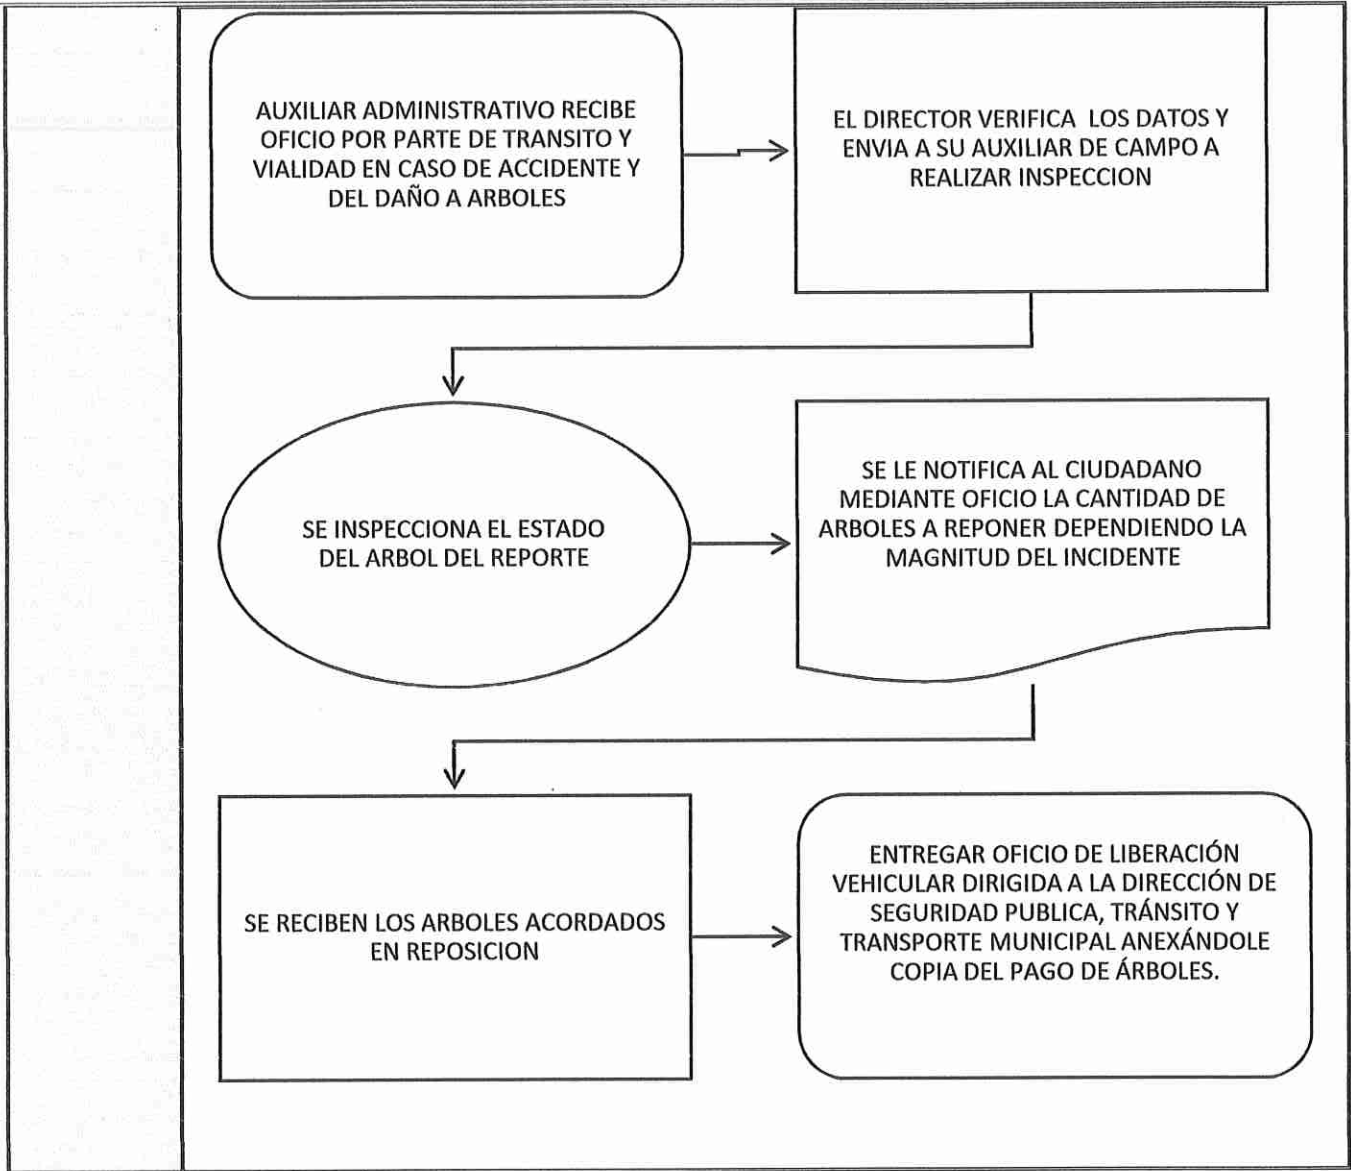 AUXILIAR ADMINISTRATIVO RECIBE
OFICIO POR PARTE DE TRANSITO Y
VIALIDAD EN CASO DE ACCIDENTE Y
DEL DAÑO A ARBOLES
EL DIRECTOR VERIFICA LOS DATOS Y
ENVIA A SU AUXILIAR DE CAMPO A
REALIZAR INSPECCION
SE INSPECCIONA EL ESTADO
DEL ARBOL DEL REPORTE
SE LE NOTIFICA AL CIUDADANO
MEDIANTE OFICIO LA CANTIDAD DE
ARBOLES A REPONER DEPENDIENDO LA
MAGNITUD DEL INCIDENTE
SE RECIBEN LOS ARBOLES ACORDADOS
EN REPOSICION
ENTREGAR OFICIO DE LIBERACIÓN
VEHICULAR DIRIGIDA A LA DIRECCIÓN DE
SEGURIDAD PUBLICA, TRÁNSITO Y
TRANSPORTE MUNICIPAL ANEXÁNDOLE
COPIA DEL PAGO DE ÁRBOLES.